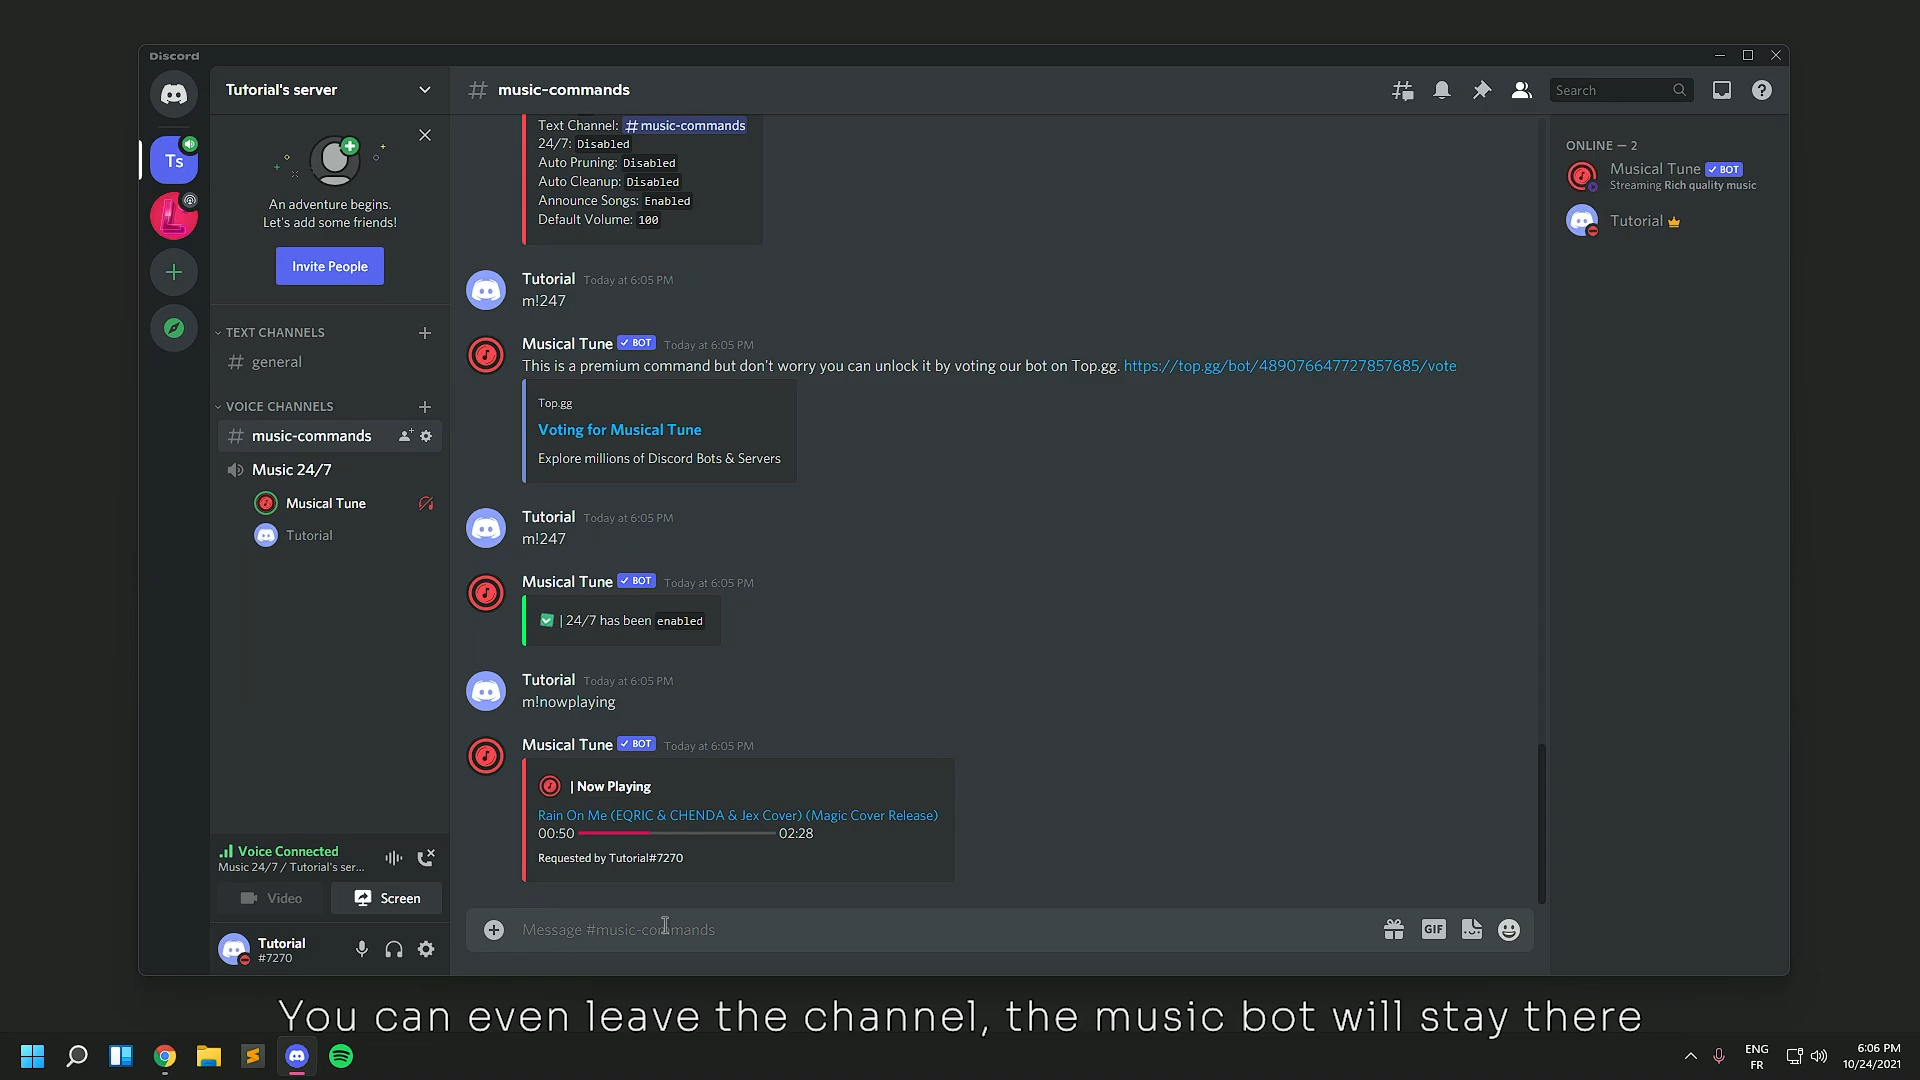 Discord
Tutorial's server
# music-commands
Search
Ts
An adventure begins.
Let's add some friends!
Invite People
TEXT CHANNELS
general
VOICE CHANNELS
music-commands
Music 24/7
Musical Tune
Tutorial
Voice Connected
Music 24/7 / Tutorial's ser...
Video
Screen
Tutorial
#7270
Text Channel: #music-commands
24/7: Disabled
Auto Pruning: Disabled
Auto Cleanup: Disabled
Announce Songs: Enabled
Default Volume: 100
Tutorial Today at 6:05 PM
m!247
Musical Tune BOT Today at 6:05 PM
This is a premium command but don't worry you can unlock it by voting our bot on Top.gg. https://top.gg/bot/489076647727857685/vote
Top.gg
Voting for Musical Tune
Explore millions of Discord Bots & Servers
Tutorial Today at 6:05 PM
m!247
Musical Tune BOT Today at 6:05 PM
| 24/7 has been enabled
Tutorial Today at 6:05 PM
m!nowplaying
Musical Tune BOT Today at 6:05 PM
| Now Playing
Rain On Me (EQRIC & CHENDA & Jex Cover) (Magic Cover Release)
00:50 02:28
Requested by Tutorial#7270
Message #music-commands
GIF
ONLINE — 2
Musical Tune BOT
Streaming Rich quality music
Tutorial
You can even leave the channel, the music bot will stay there
ENG
FR
6:06 PM
10/24/2021